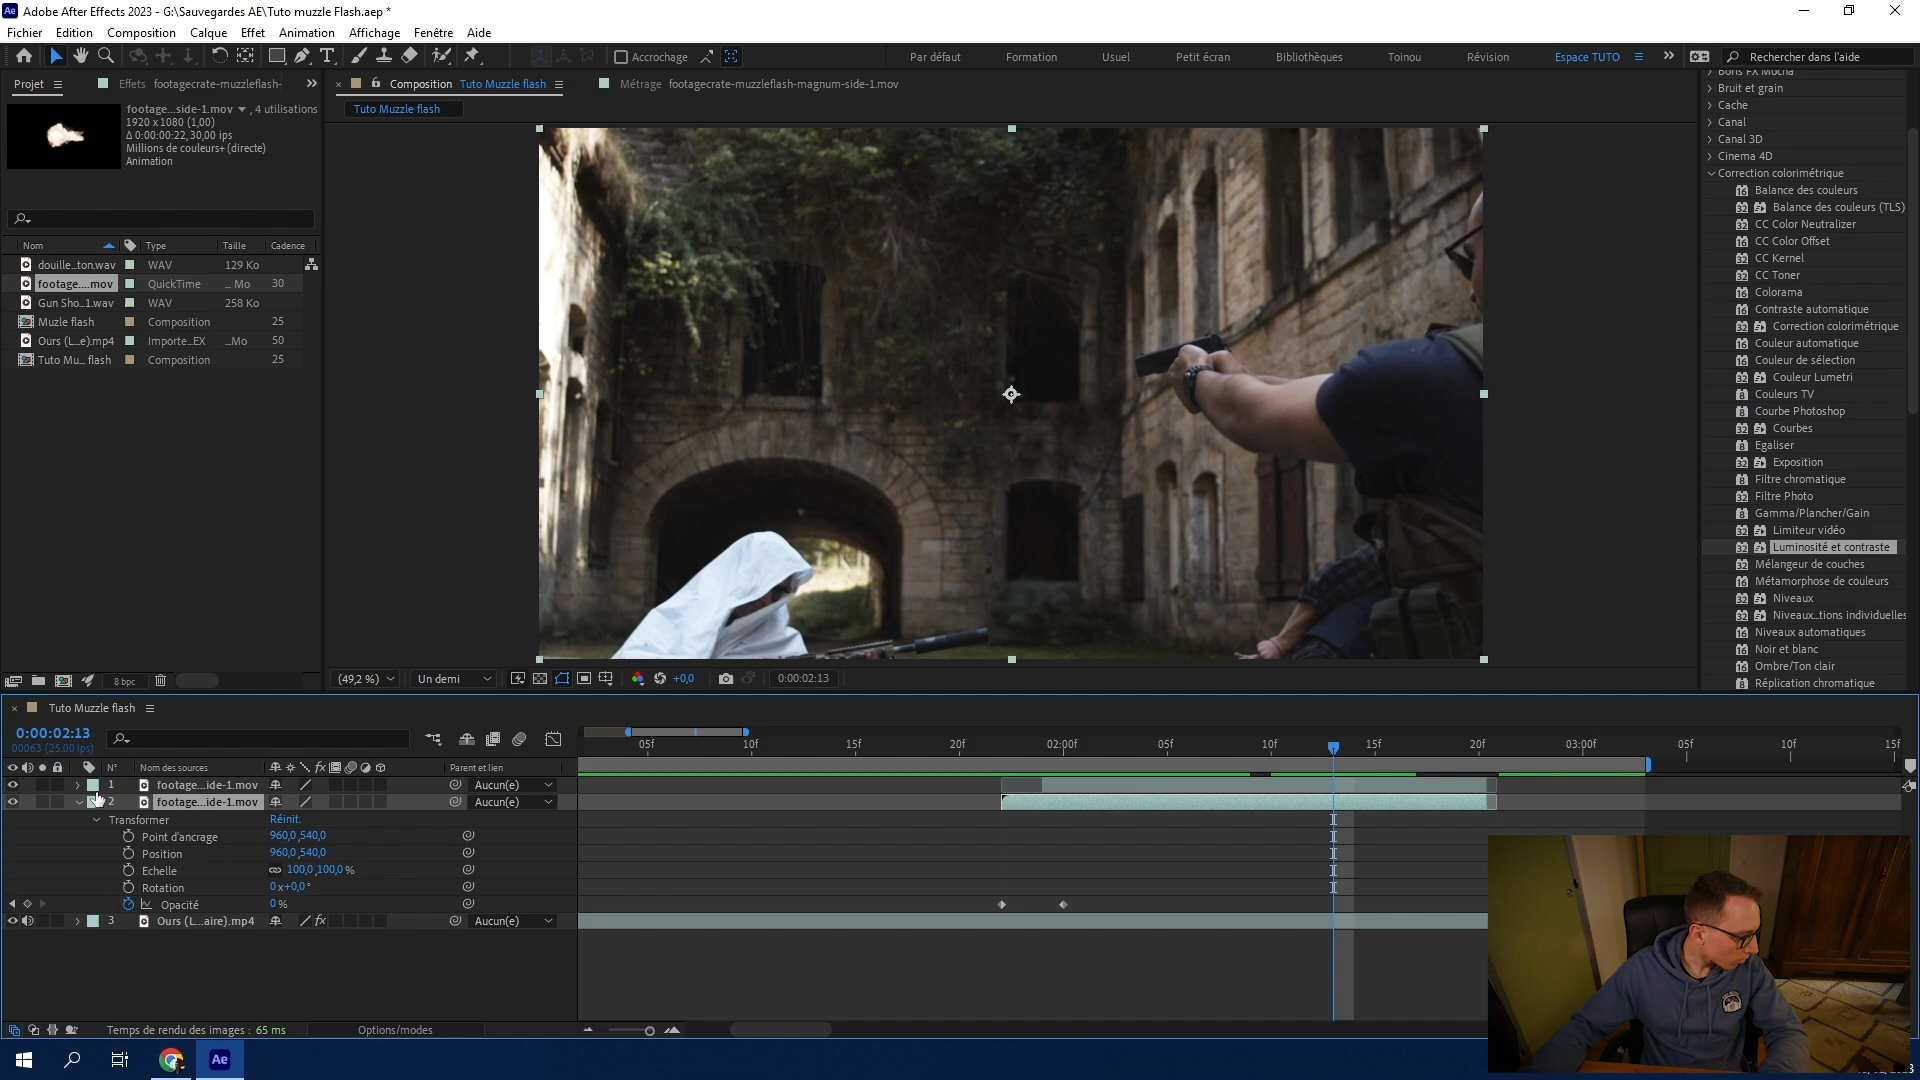 Ae Adobe After Effects 2023 - G:\Sauvegardes AE\Tuto muzzle Flash.aep *
Fichier Edition Composition Calque Effet Animation Affichage Fenêtre Aide
Accrochage Par défaut Formation Usuel Petit écran Bibliothèques Toinou Révision Espace TUTO Rechercher dans l'aide
Projet Effets footagecrate-muzzleflash-
Composition Tuto Muzzle flash Métrage footagecrate-muzzleflash-magnum-side-1.mov
Tuto Muzzle flash
footage...side-1.mov , 4 utilisations
1920 x 1080 (1,00)
Δ 0:00:00:22, 30,00 ips
Millions de couleurs+ (directe)
Animation
Nom Type Taille Cadence
douille...ton.wav WAV 129 Ko
footage....mov QuickTime ... Mo 30
Gun Sho...1.wav WAV 258 Ko
Muzle flash Composition 25
Ours (L...e).mp4 Importe...EX ...Mo 50
Tuto Mu... flash Composition 25
8 bpc
(49,2 %) Un demi +0,0 0:00:02:13
Boris FX Mocha
Bruit et grain
Cache
Canal
Canal 3D
Cinema 4D
Correction colorimétrique
Balance des couleurs
Balance des couleurs (TLS)
CC Color Neutralizer
CC Color Offset
CC Kernel
CC Toner
Colorama
Contraste automatique
Correction colorimétrique
Couleur automatique
Couleur de sélection
Couleur Lumetri
Couleurs TV
Courbe Photoshop
Courbes
Egaliser
Exposition
Filtre chromatique
Filtre Photo
Gamma/Plancher/Gain
Limiteur vidéo
Luminosité et contraste
Mélangeur de couches
Métamorphose de couleurs
Niveaux
Niveaux...tions individuelles
Niveaux automatiques
Noir et blanc
Ombre/Ton clair
Réplication chromatique
Tuto Muzzle flash
0:00:02:13
00063 (25.00 ips)
05f 10f 15f 20f 02:00f 05f 10f 15f 20f 03:00f 05f 10f 15f
N° Nom des sources fx Parent et lien
1 footage...ide-1.mov Aucun(e)
2 footage...ide-1.mov Aucun(e)
Transformer Réinit.
Point d'ancrage 960,0,540,0
Position 960,0,540,0
Echelle 100,0,100,0 %
Rotation 0 x+0,0 °
Opacité 0 %
3 Ours (L...aire).mp4 fx Aucun(e)
Temps de rendu des images : 65 ms Options/modes
Ae